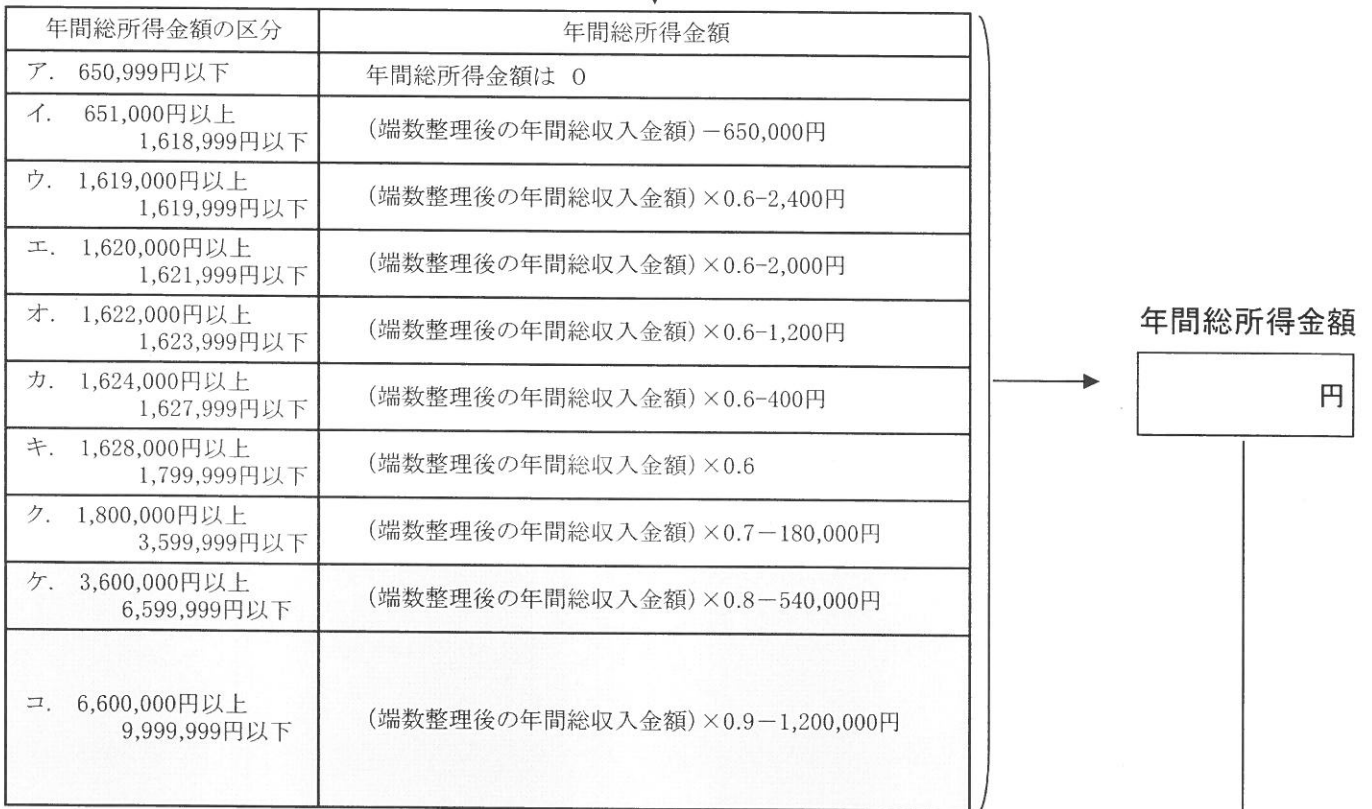 年間総所得金額の区分 年間総所得金額
ア. 650,999円以下 年間総所得金額は 0
イ. 651,000円以上
1,618,999円以下
(端数整理後の年間総収入金額)－650,000円
ウ. 1,619,000円以上
1,619,999円以下
(端数整理後の年間総収入金額)×0.6-2,400円
エ. 1,620,000円以上
1,621,999円以下
(端数整理後の年間総収入金額)×0.6-2,000円
オ. 1,622,000円以上
1,623,999円以下
(端数整理後の年間総収入金額)×0.6-1,200円
カ. 1,624,000円以上
1,627,999円以下
(端数整理後の年間総収入金額)×0.6-400円
キ. 1,628,000円以上
1,799,999円以下
(端数整理後の年間総収入金額)×0.6
ク. 1,800,000円以上
3,599,999円以下
(端数整理後の年間総収入金額)×0.7－180,000円
ケ. 3,600,000円以上
6,599,999円以下
(端数整理後の年間総収入金額)×0.8－540,000円
コ. 6,600,000円以上
9,999,999円以下
(端数整理後の年間総収入金額)×0.9－1,200,000円
年間総所得金額
円